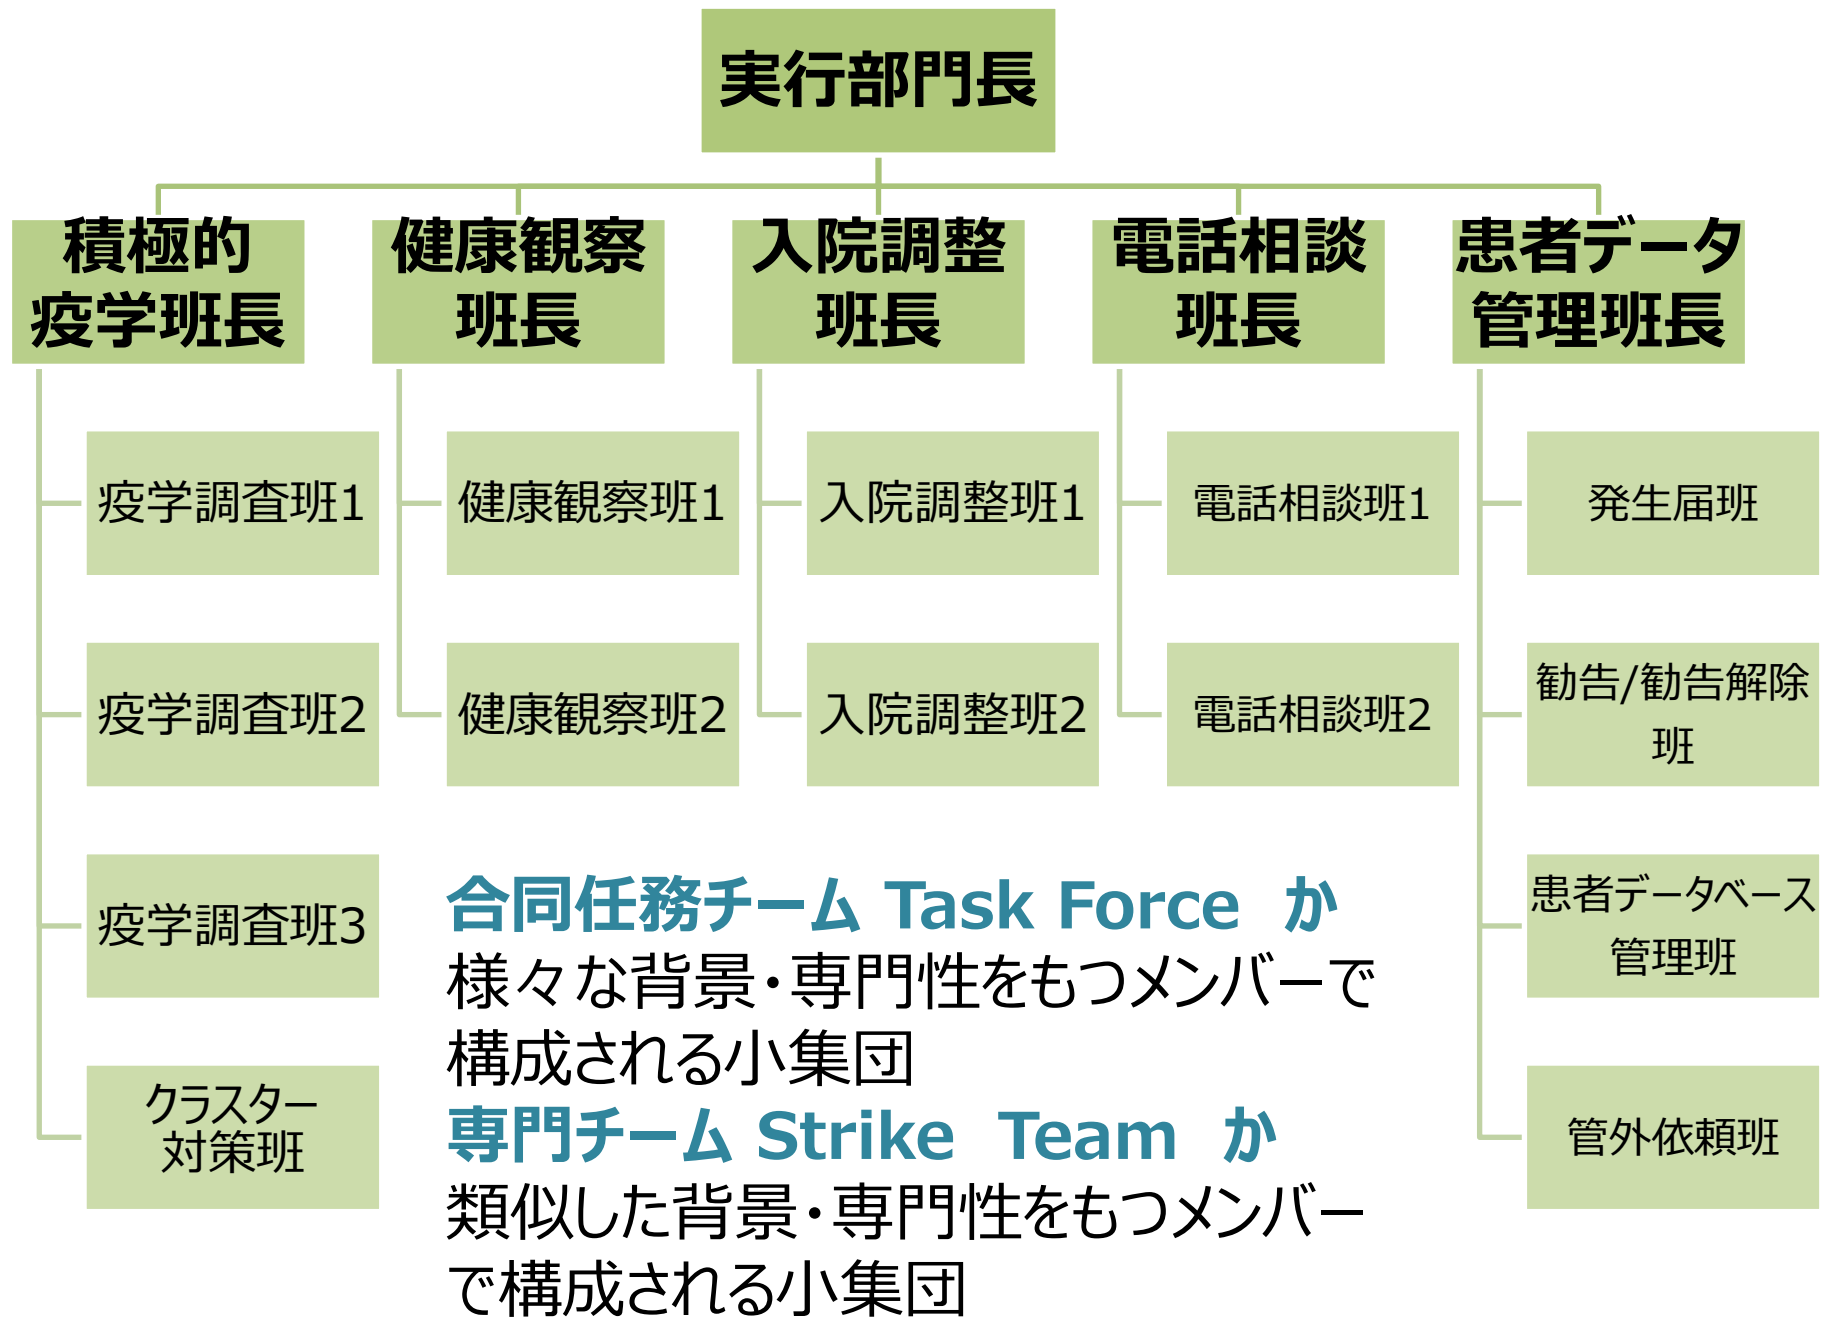 実行部門長
積極的
疫学班長
健康観察
班長
入院調整
班長
電話相談
班長
患者データ
管理班長
疫学調査班1
健康観察班1
入院調整班1
電話相談班1
発生届班
疫学調査班2
健康観察班2
入院調整班2
電話相談班2
勧告/勧告解除
班
疫学調査班3
患者データベース
管理班
クラスター
対策班
管外依頼班
合同任務チーム Task Force か
様々な背景・専門性をもつメンバーで
構成される小集団
専門チーム Strike Team か
類似した背景・専門性をもつメンバー
で構成される小集団